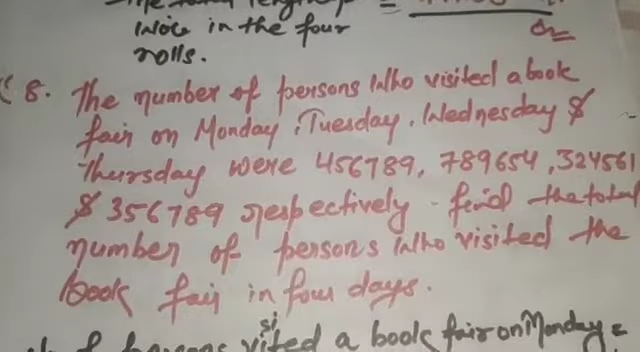 wire in the four
rolls.
8. The number of persons who visited a book
fair on Monday, Tuesday, Wednesday &
Thursday were 456789, 789654, 324561
& 356789 respectively. find the total
number of persons who visited the
book fair in four days.
visited a book fair on Monday =